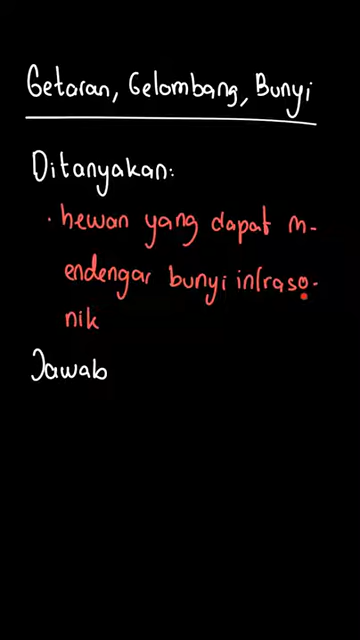 Getaran, Gelombang, Bunyi
Ditanyakan:
· hewan yang dapat m-
endengar bunyi infraso-
nik
Jawab